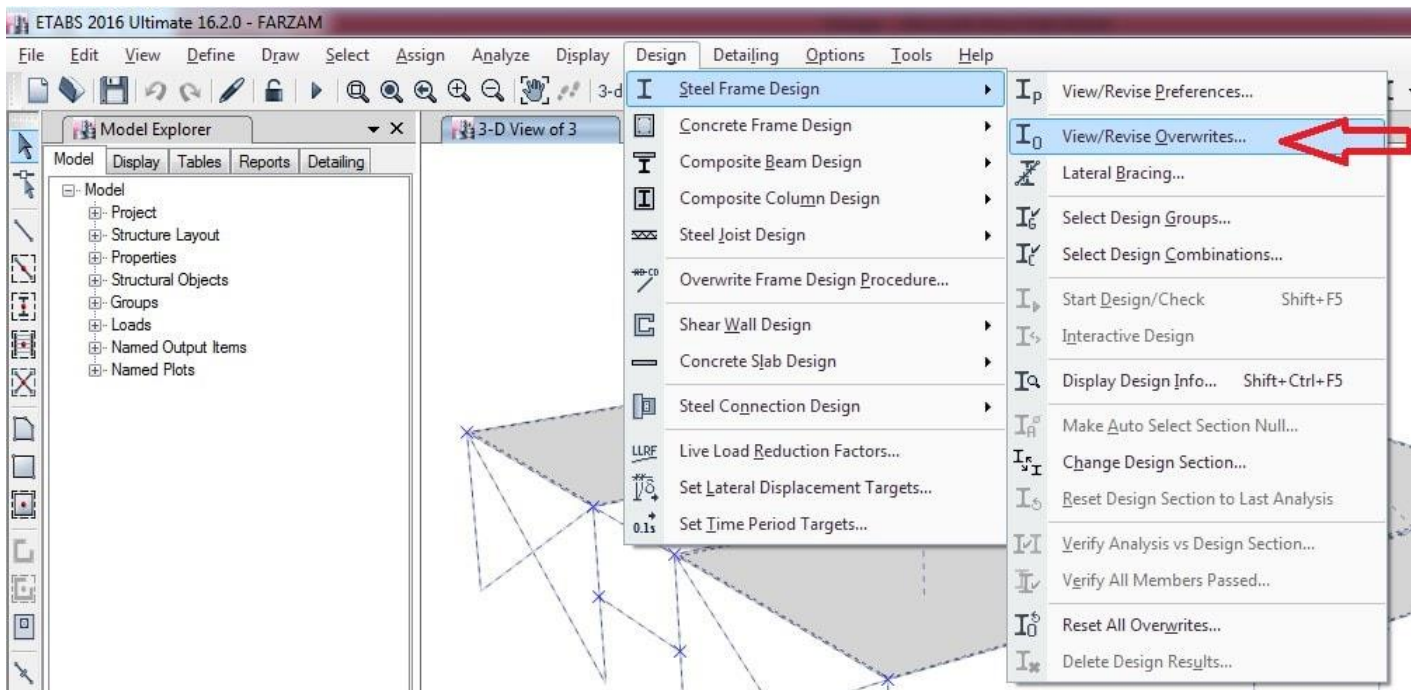 ETABS 2016 Ultimate 16.2.0 - FARZAM
File Edit View Define Draw Select Assign Analyze Display Design Detailing Options Tools Help
3-d
Model Explorer
Model Display Tables Reports Detailing
Model
Project
Structure Layout
Properties
Structural Objects
Groups
Loads
Named Output Items
Named Plots
3-D View of 3
Steel Frame Design
Concrete Frame Design
Composite Beam Design
Composite Column Design
Steel Joist Design
Overwrite Frame Design Procedure...
Shear Wall Design
Concrete Slab Design
Steel Connection Design
LLRF Live Load Reduction Factors...
Set Lateral Displacement Targets...
0.1s Set Time Period Targets...
View/Revise Preferences...
View/Revise Overwrites...
Lateral Bracing...
Select Design Groups...
Select Design Combinations...
Start Design/Check Shift+F5
Interactive Design
Display Design Info... Shift+Ctrl+F5
Make Auto Select Section Null...
Change Design Section...
Reset Design Section to Last Analysis
Verify Analysis vs Design Section...
Verify All Members Passed...
Reset All Overwrites...
Delete Design Results...